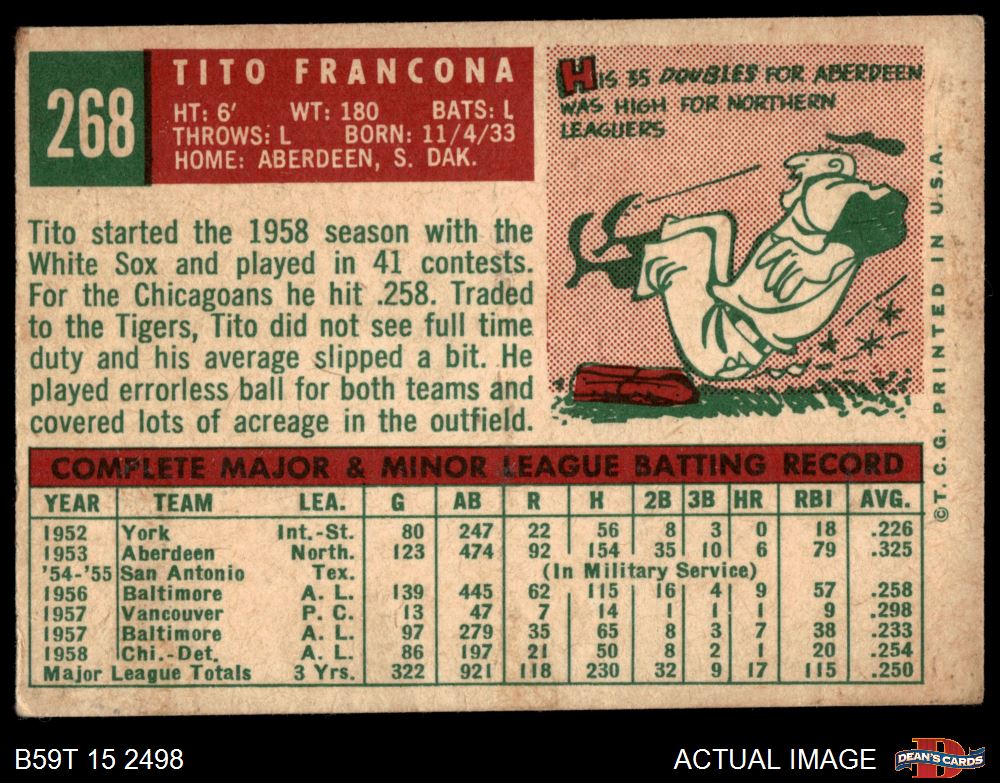 268
TITO FRANCONA
HT: 6' WT: 180 BATS: L
THROWS: L BORN: 11/4/33
HOME: ABERDEEN, S. DAK.
HIS 35 DOUBLES FOR ABERDEEN
WAS HIGH FOR NORTHERN
LEAGUERS
Tito started the 1958 season with the
White Sox and played in 41 contests.
For the Chicagoans he hit .258. Traded
to the Tigers, Tito did not see full time
duty and his average slipped a bit. He
played errorless ball for both teams and
covered lots of acreage in the outfield.
©T. C. G. PRINTED IN U.S.A.
COMPLETE MAJOR & MINOR LEAGUE BATTING RECORD
YEAR TEAM LEA. G AB R H 2B 3B HR RBI AVG.
1952 York Int.-St. 80 247 22 56 8 3 0 18 .226
1953 Aberdeen North. 123 474 92 154 35 10 6 79 .325
'54-'55 San Antonio Tex. (In Military Service)
1956 Baltimore A. L. 139 445 62 115 16 4 9 57 .258
1957 Vancouver P. C. 13 47 7 14 1 1 1 9 .298
1957 Baltimore A. L. 97 279 35 65 8 3 7 38 .233
1958 Chi.-Det. A. L. 86 197 21 50 8 2 1 20 .254
Major League Totals 3 Yrs. 322 921 118 230 32 9 17 115 .250
B59T 15 2498
ACTUAL IMAGE
DEAN'S CARDS